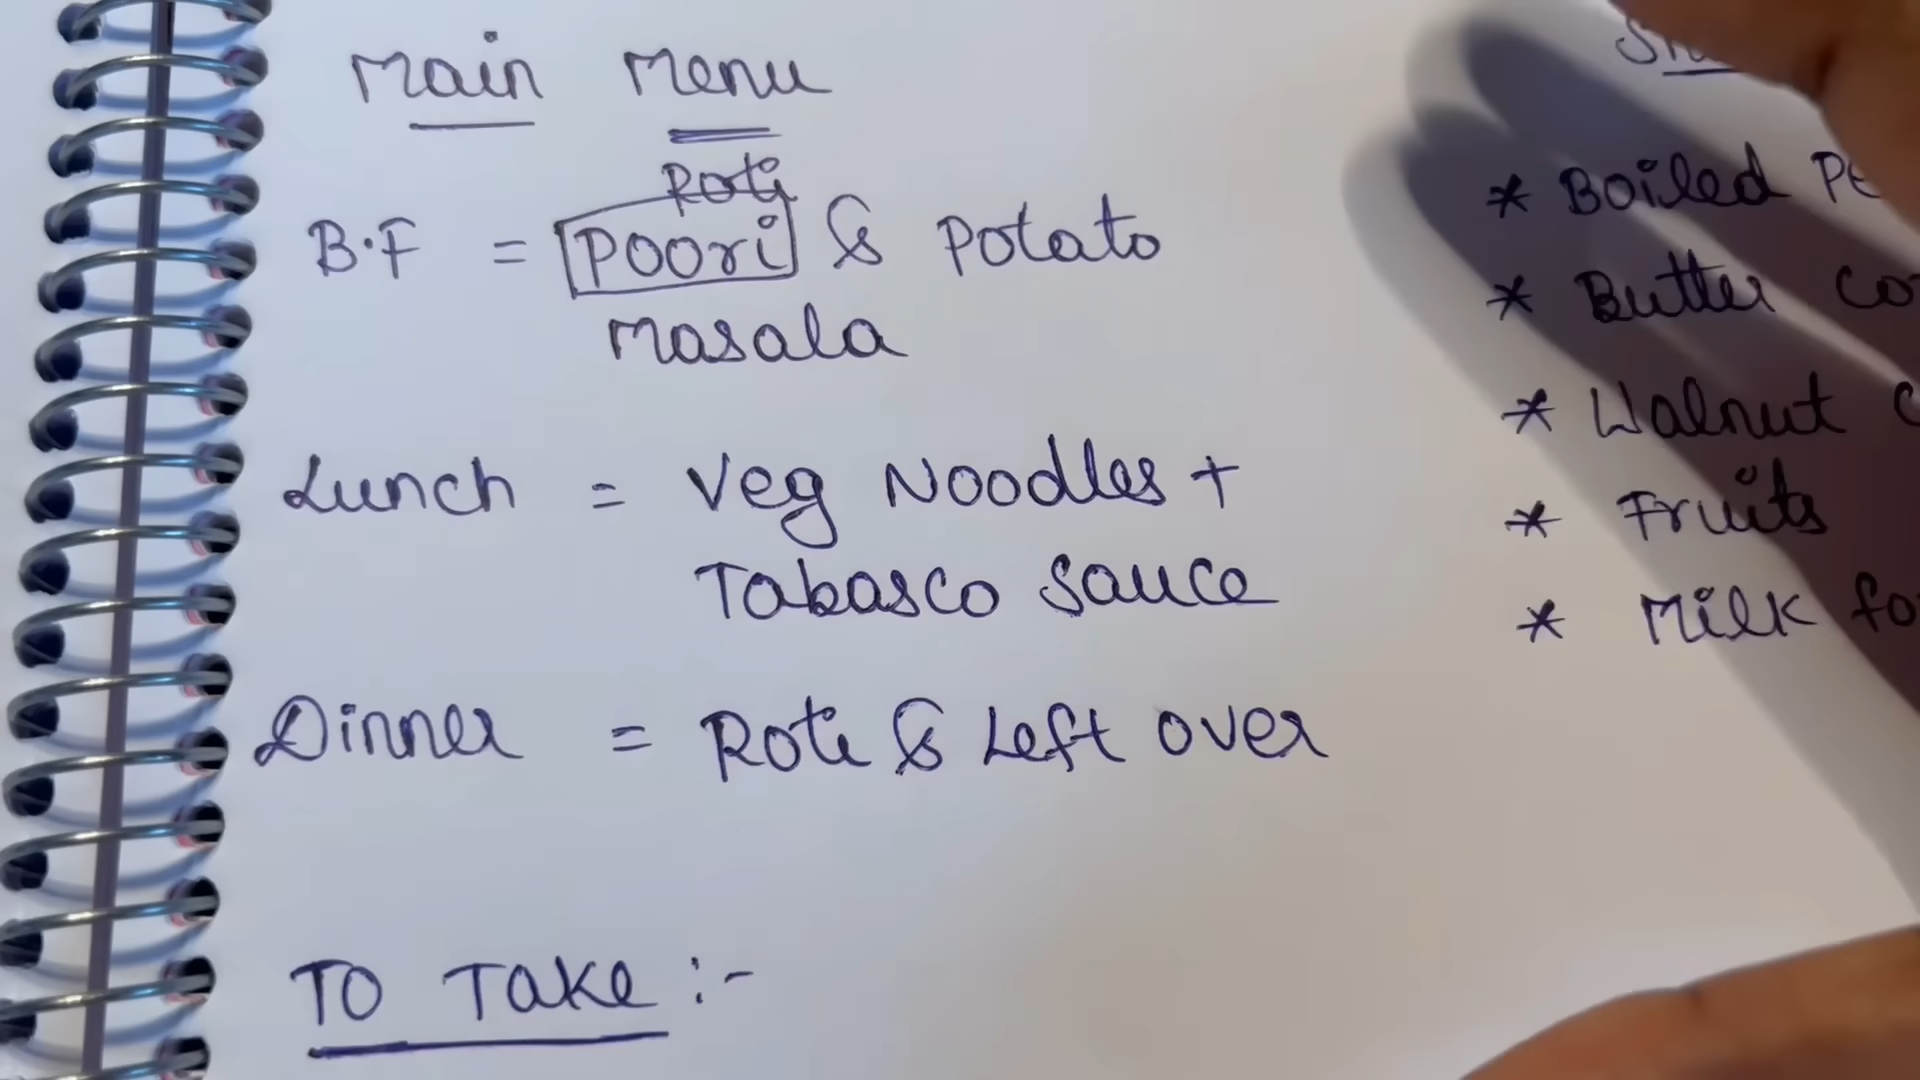 Main Menu
Roti
B.F = Poori & Potato
Masala
Lunch = Veg Noodles +
Tabasco Sauce
Dinner = Roti & Left over
TO TAKE :-
* Boiled
* Butter
* Walnut
* Fruits
* Milk